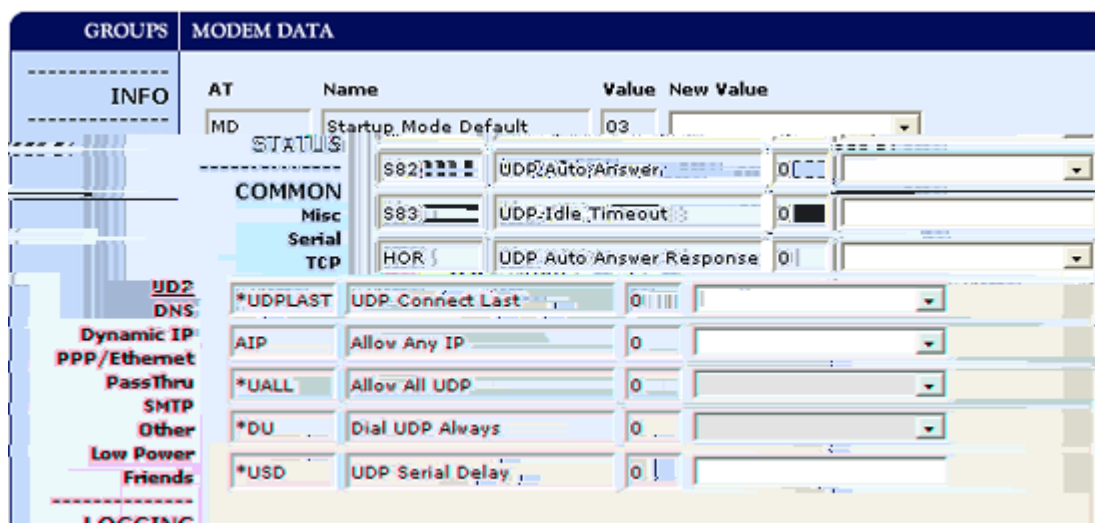 GROUPS MODEM DATA
INFO
AT Name Value New Value
MD Startup Mode Default 03
STATUS
S82 UDP Auto Answer 0
COMMON
Misc
S83 UDP Idle Timeout 0
Serial
TCP
HOR UDP Auto Answer Response 0
UD2
*UDPLAST UDP Connect Last 0
DNS
Dynamic IP
AIP Allow Any IP 0
PPP/Ethernet
PassThru
*UALL Allow All UDP 0
SMTP
Other
*DU Dial UDP Always 0
Low Power
Friends
*USD UDP Serial Delay 0
LOGGING